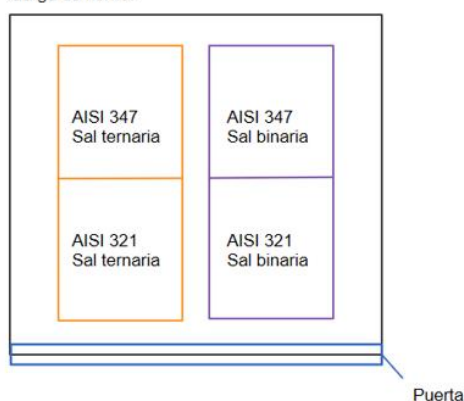 AISI 347
Sal ternaria
AISI 347
Sal binaria
AISI 321
Sal ternaria
AISI 321
Sal binaria
Puerta